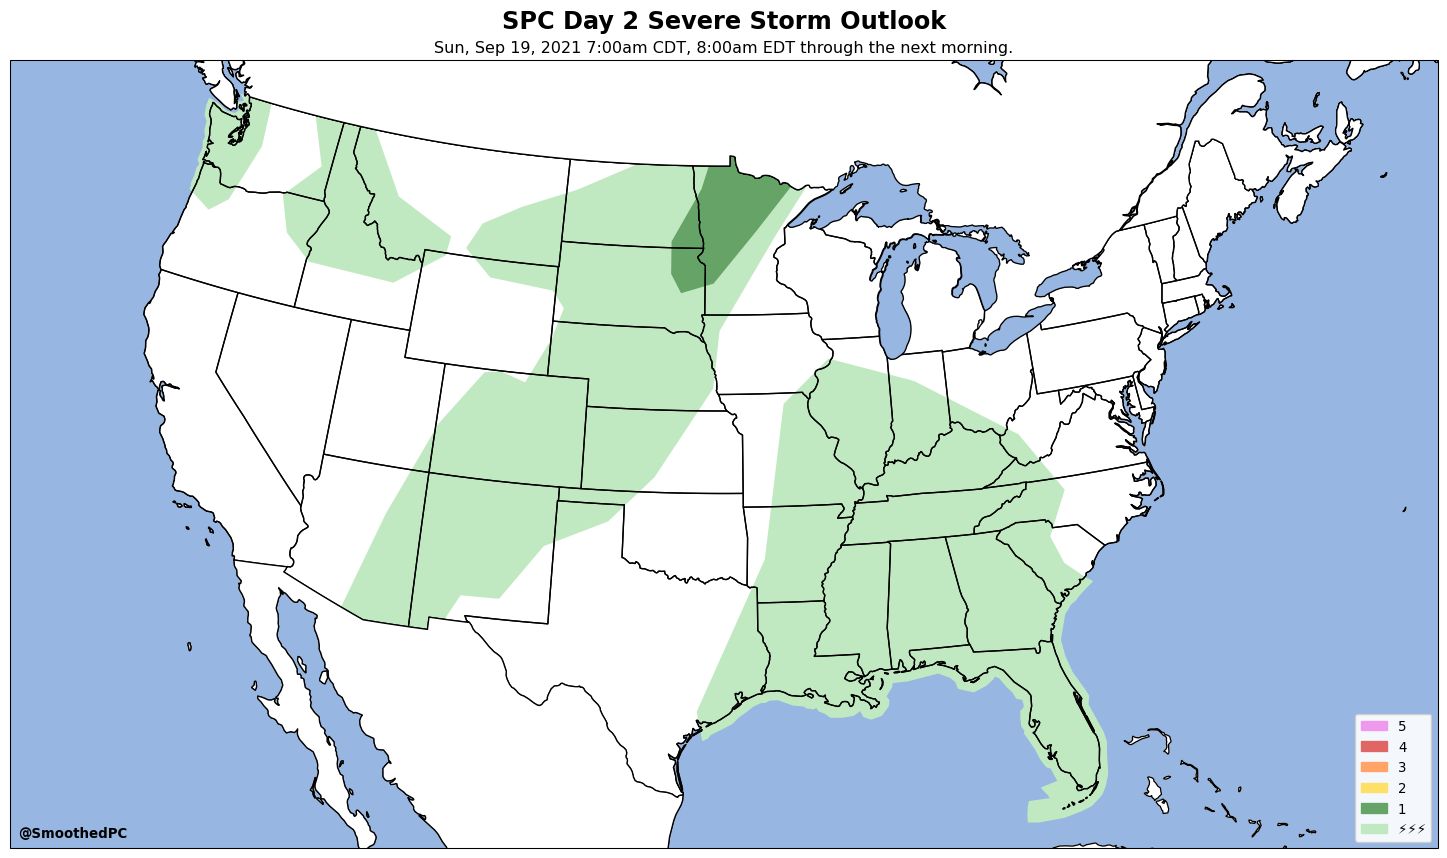 SPC Day 2 Severe Storm Outlook
Sun, Sep 19, 2021 7:00am CDT, 8:00am EDT through the next morning.
5
4
3
2
1
⚡⚡⚡
@SmoothedPC